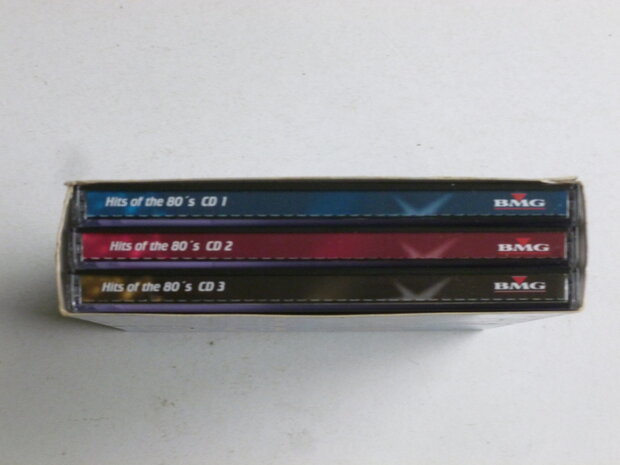 Hits of the 80´s CD 1 BMG
Hits of the 80´s CD 2 BMG
Hits of the 80´s CD 3 BMG